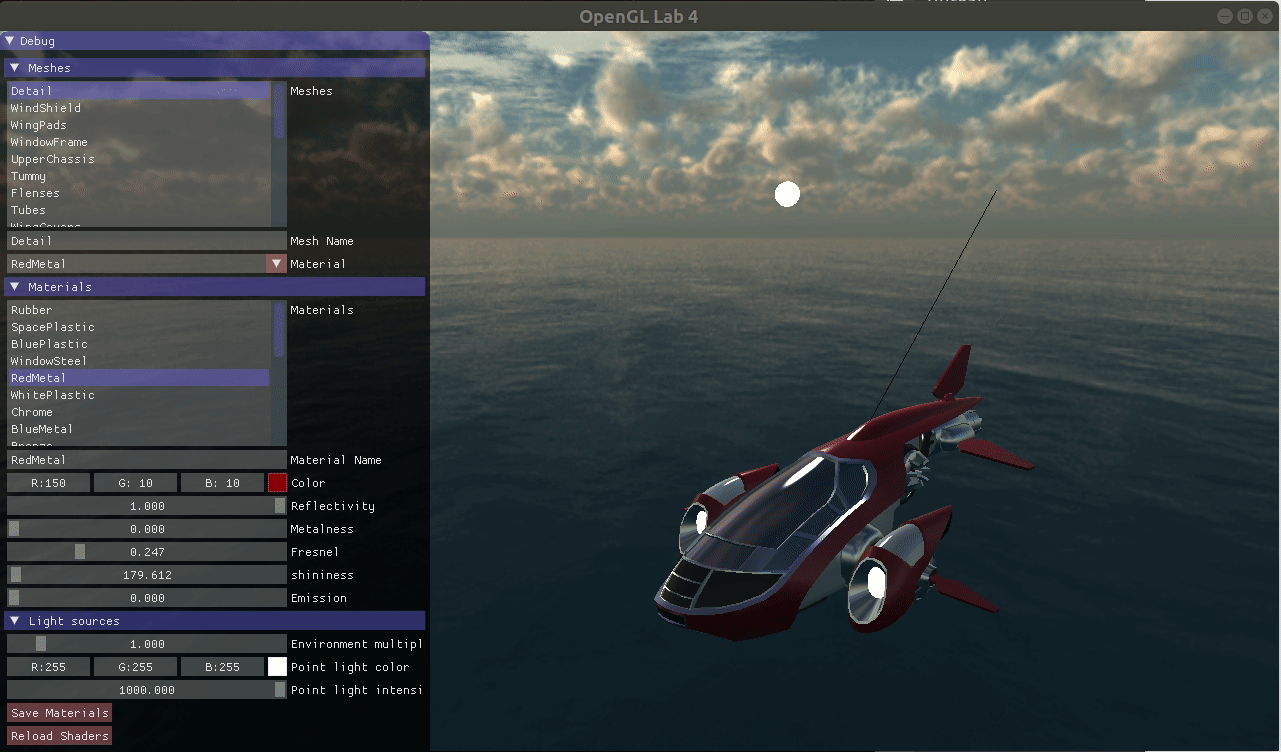 OpenGL Lab 4
Debug
Meshes
Detail
Meshes
WindShield
WingPads
WindowFrame
UpperChassis
Tummy
Flenses
Tubes
WingCovers
Detail
Mesh Name
RedMetal
Material
Materials
Rubber
Materials
SpacePlastic
BluePlastic
WindowSteel
RedMetal
WhitePlastic
Chrome
BlueMetal
RedMetal
Material Name
R:150 G: 10 B: 10 Color
1.000 Reflectivity
0.000 Metalness
0.247 Fresnel
179.612 shininess
0.000 Emission
Light sources
1.000 Environment multipl
R:255 G:255 B:255 Point light color
1000.000 Point light intensi
Save Materials
Reload Shaders